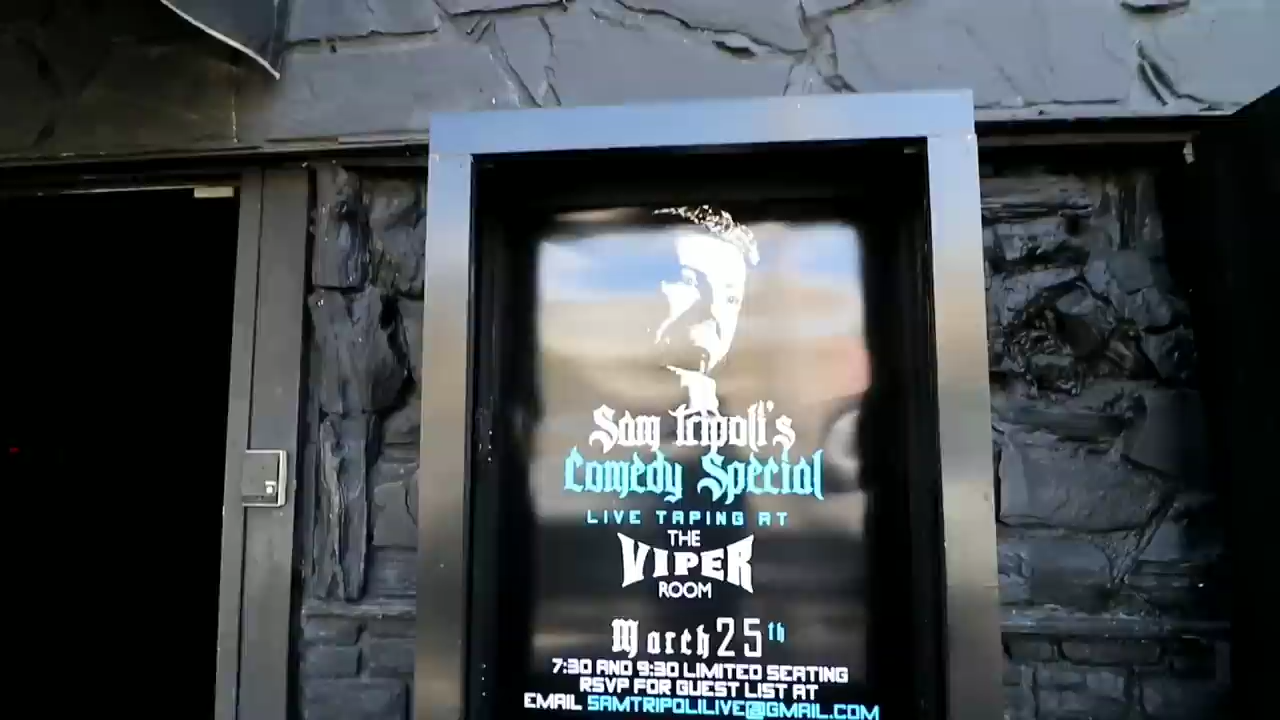 Sam Tripoli's
Comedy Special
LIVE TAPING AT
THE
VIPER
ROOM
March 25th
7:30 AND 9:30 LIMITED SEATING
RSVP FOR GUEST LIST AT
EMAIL SAMTRIPOLILIVE@GMAIL.COM